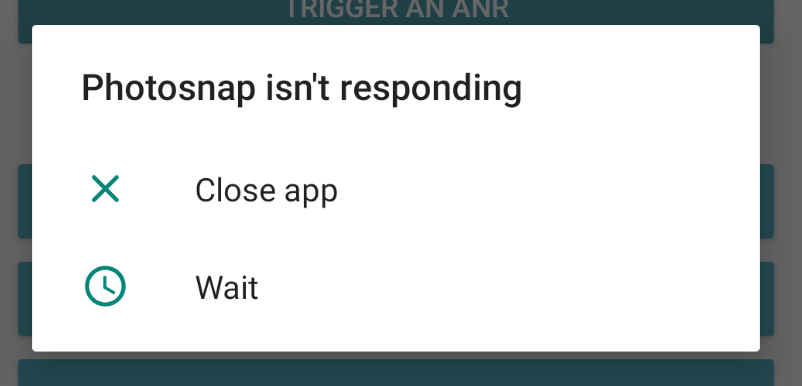 TRIGGER AN ANR
Photosnap isn't responding
Close app
Wait